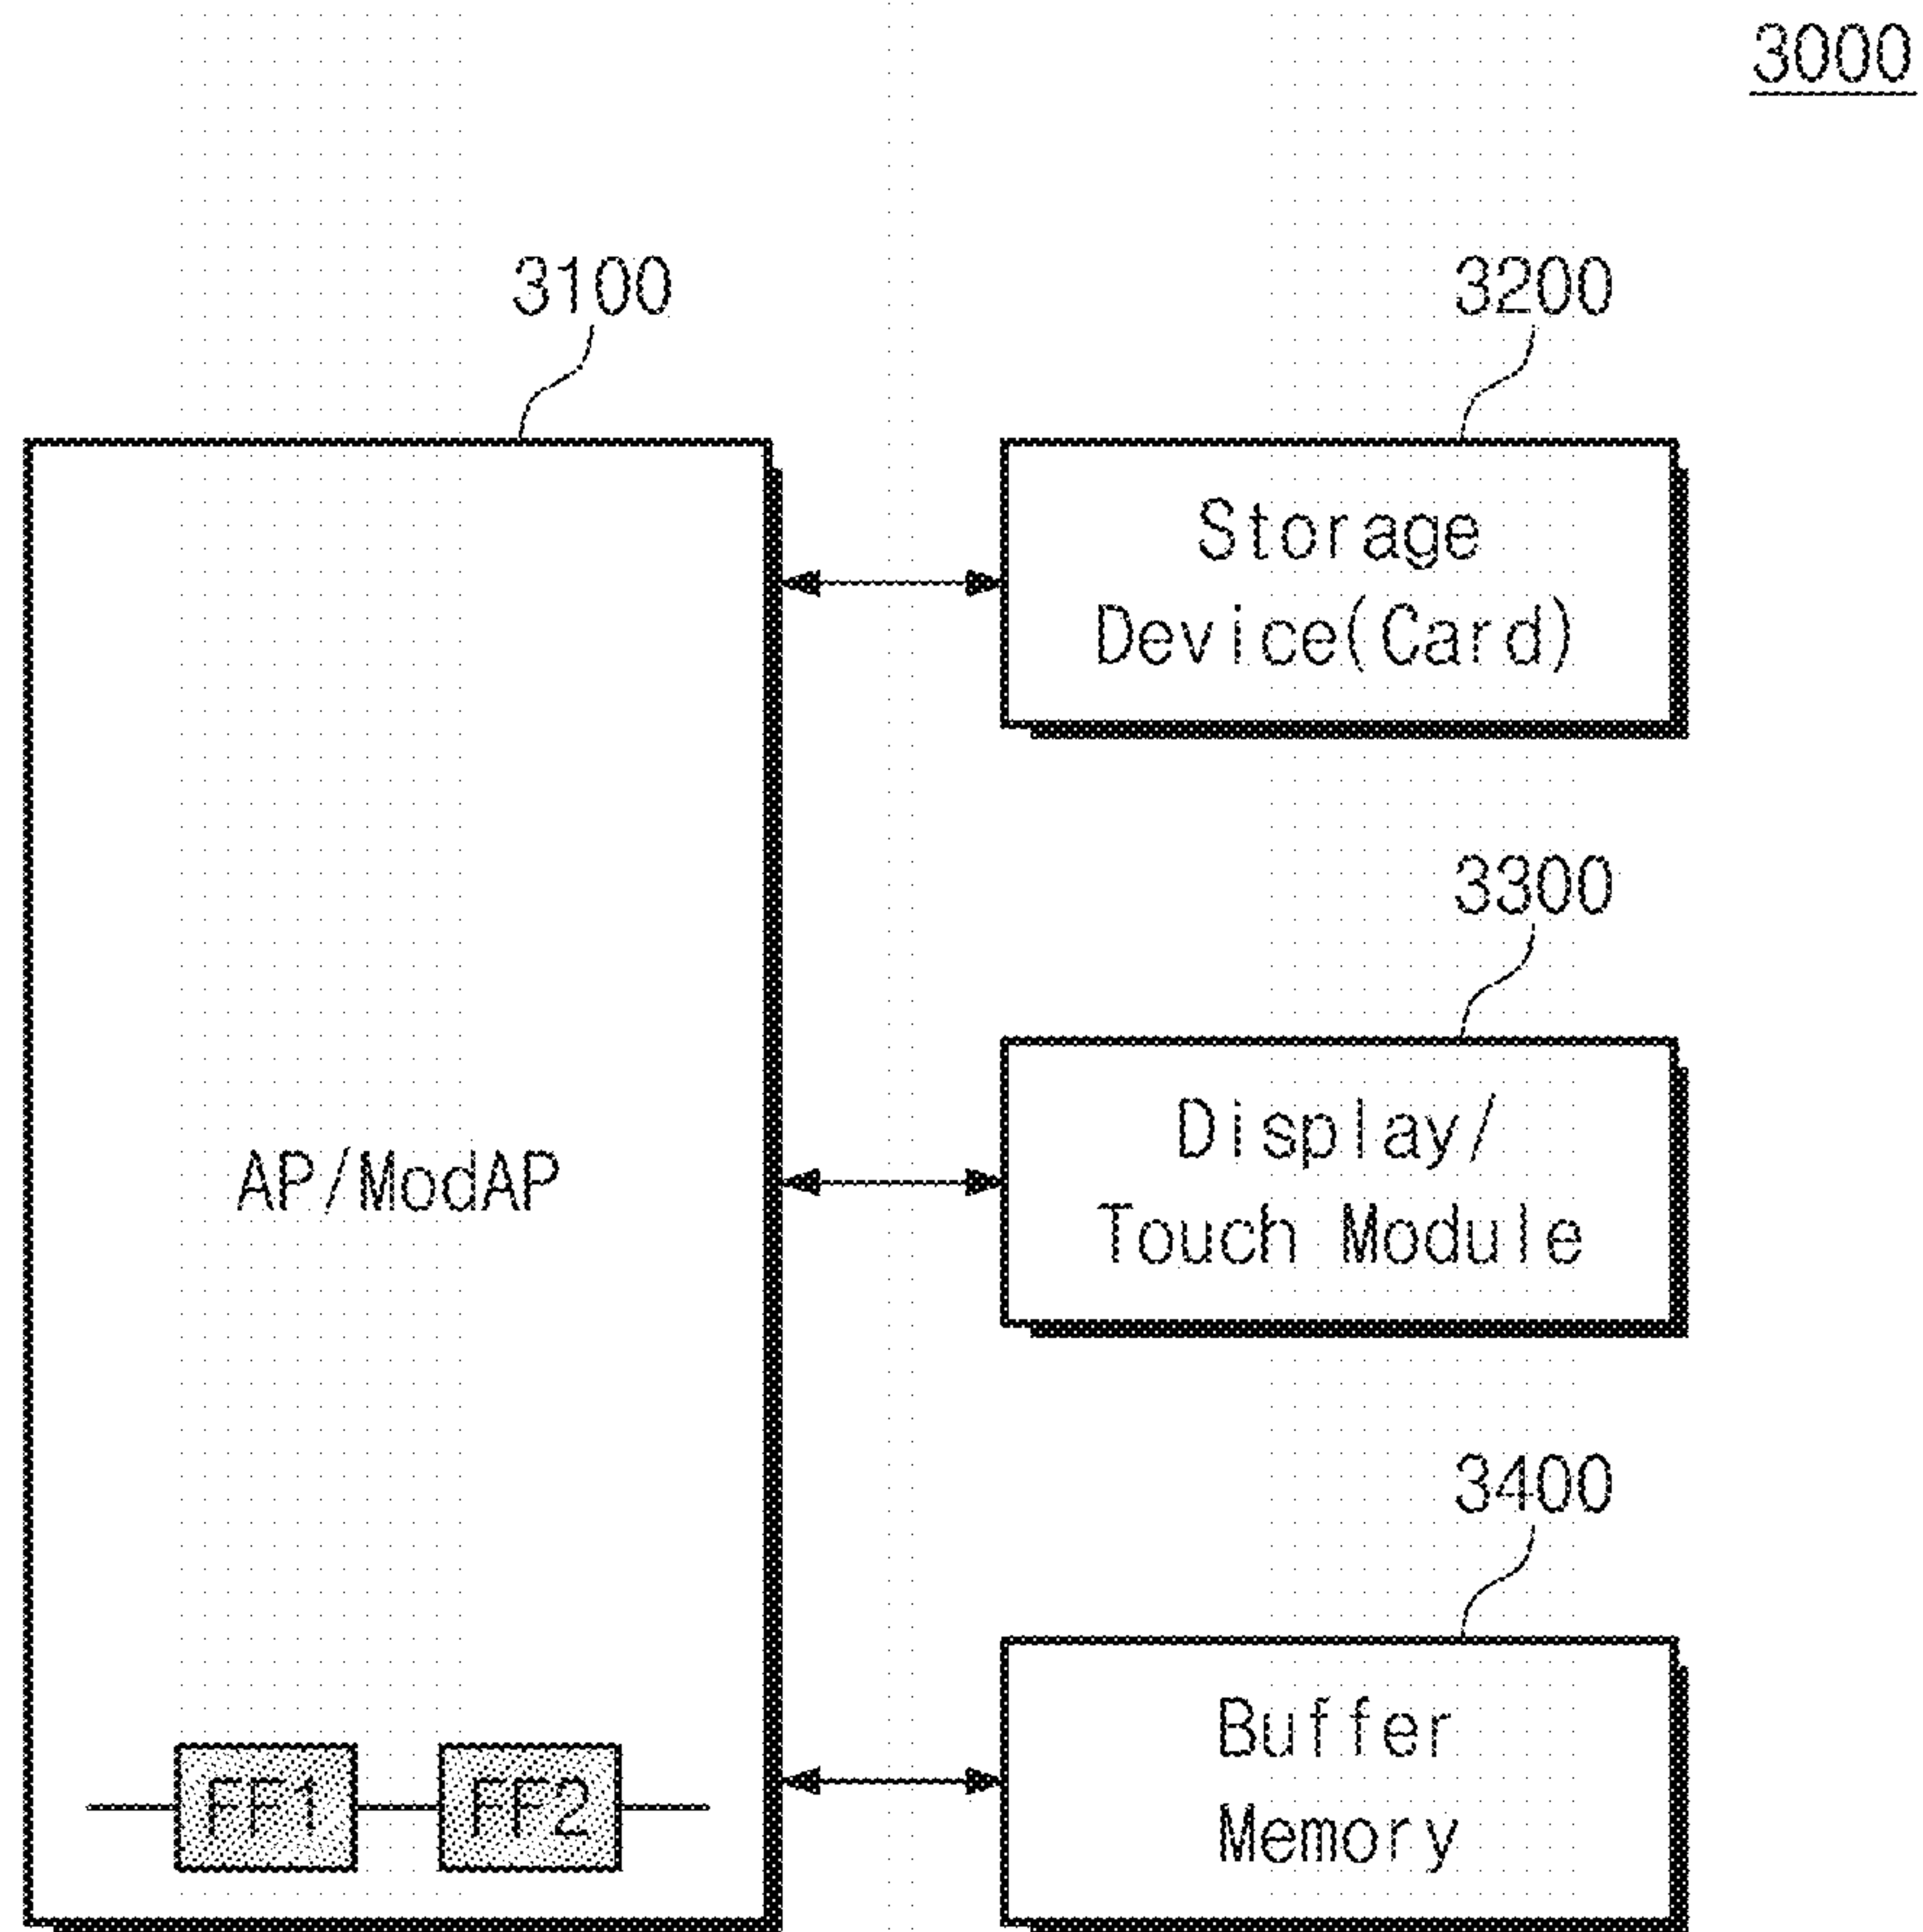 3000
3100
3200
Storage
Device(Card)
3300
AP/ModAP
Display/
Touch Module
3400
FF1
FF2
Buffer
Memory